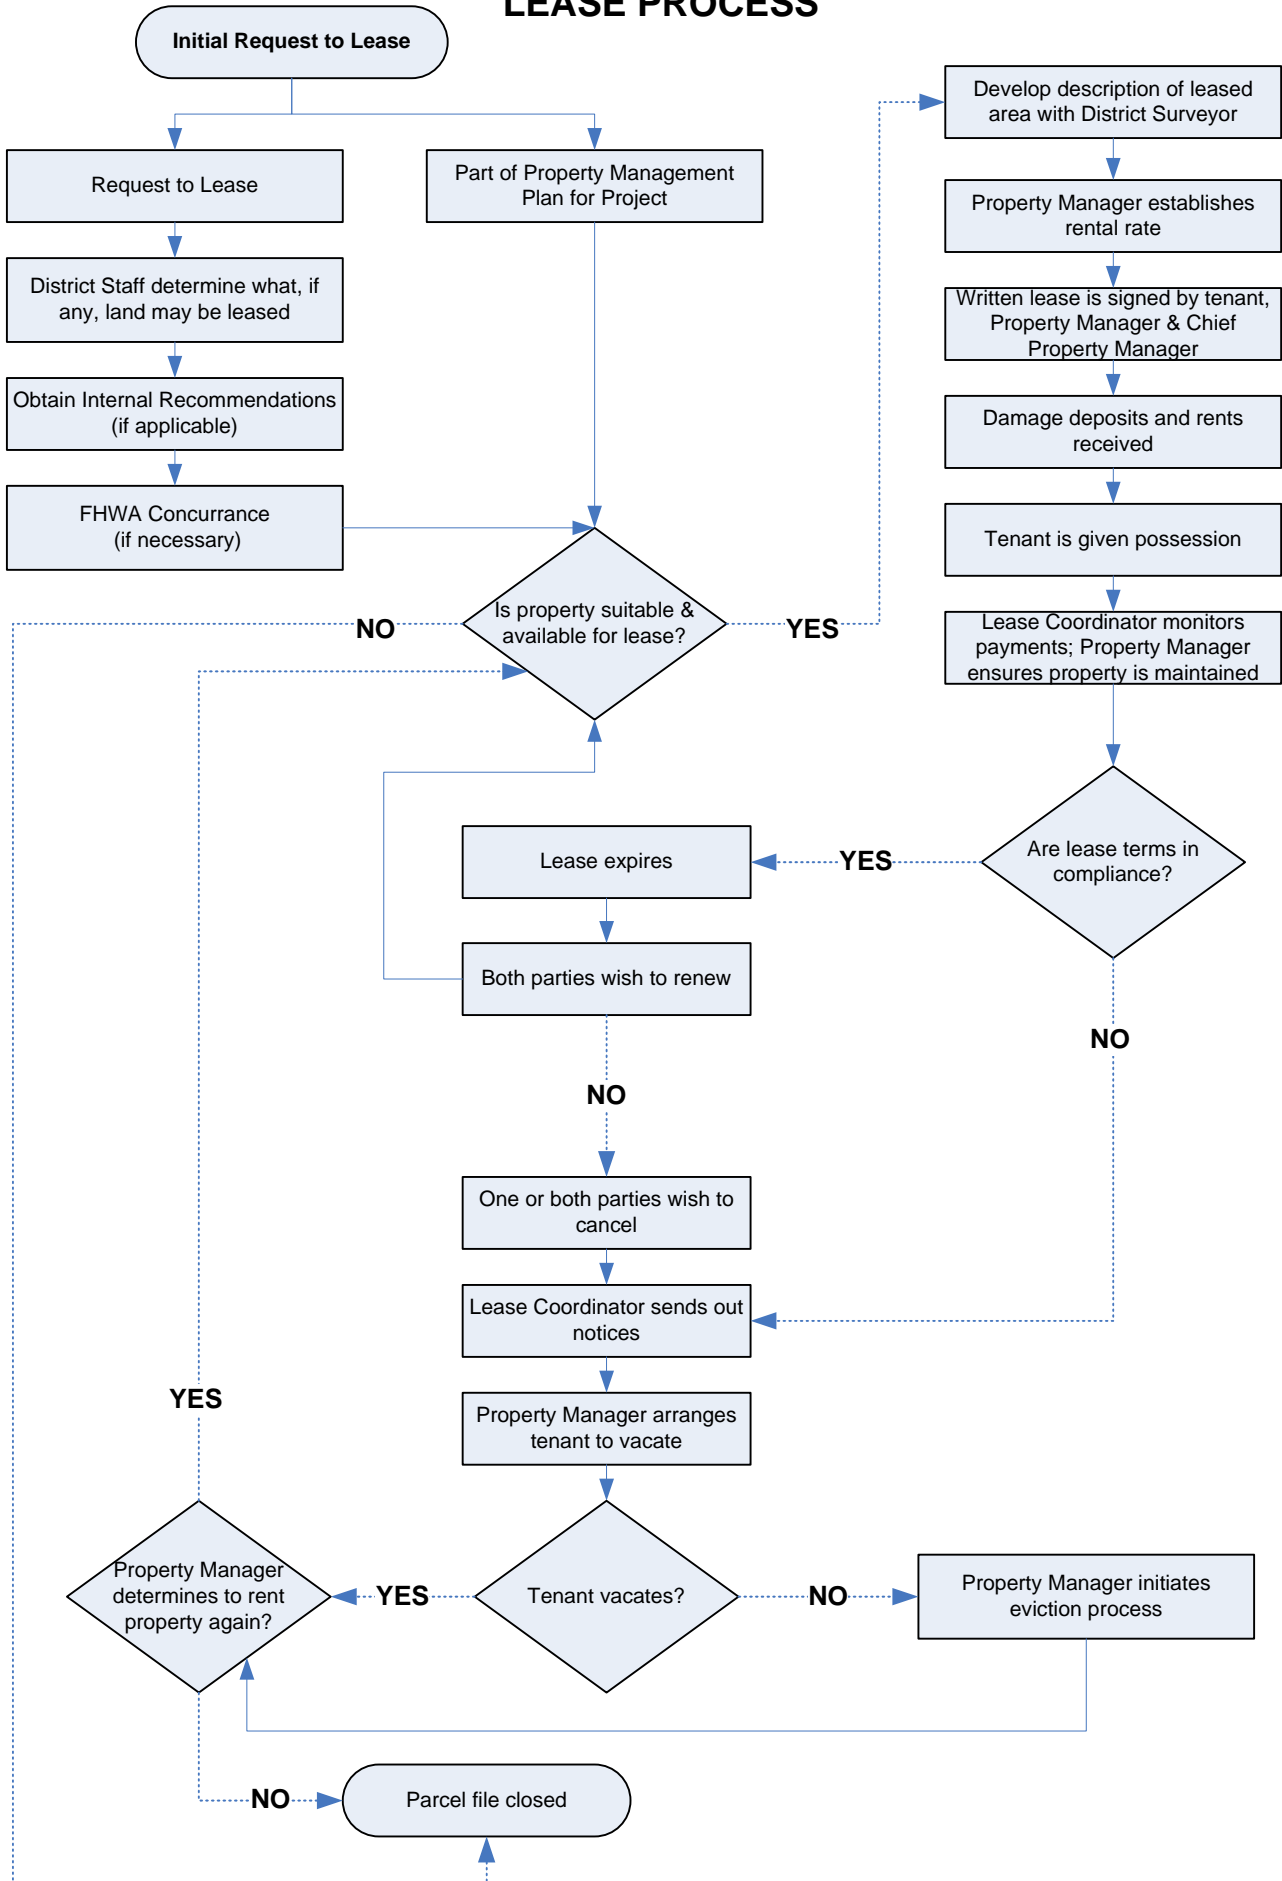 LEASE PROCESS
Initial Request to Lease
Request to Lease
Part of Property Management
Plan for Project
District Staff determine what, if
any, land may be leased
Obtain Internal Recommendations
(if applicable)
FHWA Concurrance
(if necessary)
Is property suitable &
available for lease?
NO
YES
Develop description of leased
area with District Surveyor
Property Manager establishes
rental rate
Written lease is signed by tenant,
Property Manager & Chief
Property Manager
Damage deposits and rents
received
Tenant is given possession
Lease Coordinator monitors
payments; Property Manager
ensures property is maintained
Are lease terms in
compliance?
YES
NO
Lease expires
Both parties wish to renew
NO
One or both parties wish to
cancel
Lease Coordinator sends out
notices
Property Manager arranges
tenant to vacate
Tenant vacates?
YES
NO
Property Manager initiates
eviction process
Property Manager
determines to rent
property again?
YES
NO
Parcel file closed